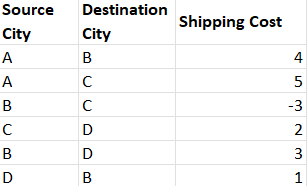 Source City Destination City Shipping Cost
A B 4
A C 5
B C -3
C D 2
B D 3
D B 1